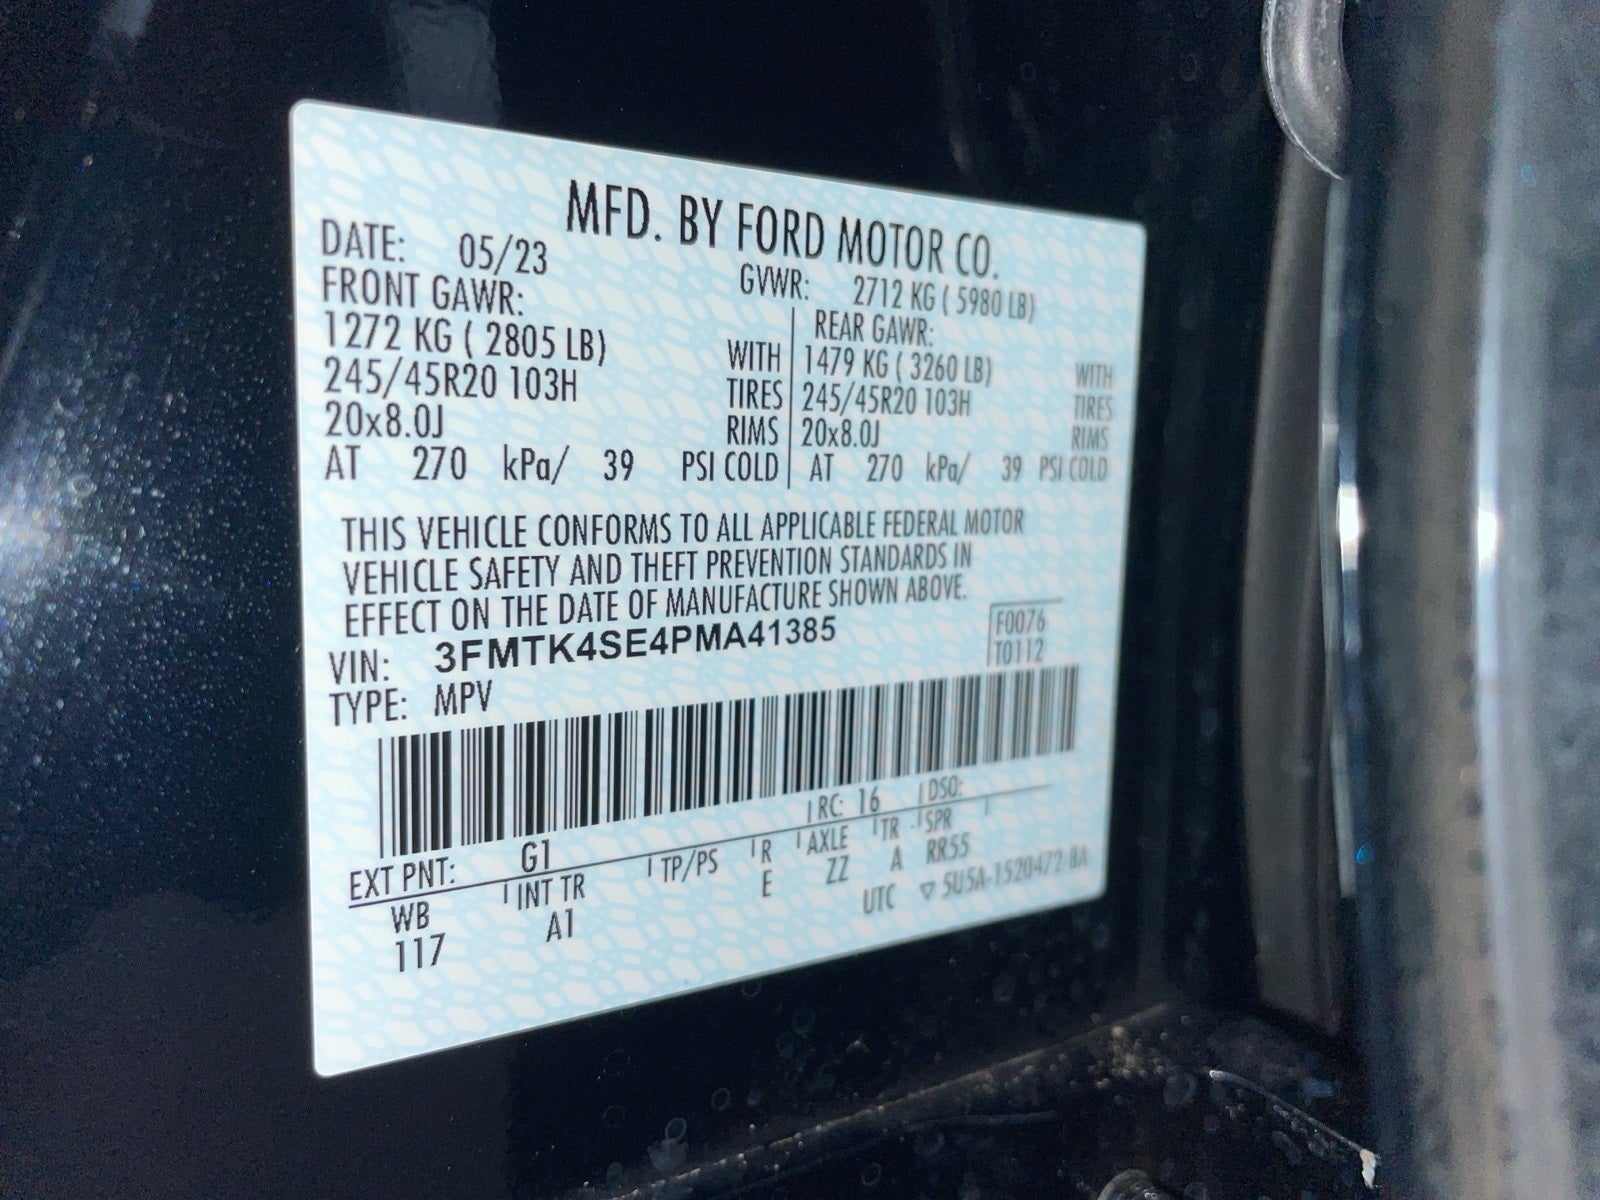 MFD. BY FORD MOTOR CO.
DATE: 05/23 GVWR: 2712 KG ( 5980 LB)
FRONT GAWR: REAR GAWR:
1272 KG ( 2805 LB) WITH 1479 KG ( 3260 LB) WITH
245/45R20 103H TIRES 245/45R20 103H TIRES
20x8.0J RIMS 20x8.0J RIMS
AT 270 kPa/ 39 PSI COLD AT 270 kPa/ 39 PSI COLD
THIS VEHICLE CONFORMS TO ALL APPLICABLE FEDERAL MOTOR
VEHICLE SAFETY AND THEFT PREVENTION STANDARDS IN
EFFECT ON THE DATE OF MANUFACTURE SHOWN ABOVE.
VIN: 3FMTK4SE4PMA41385 F0076
TYPE: MPV T0112
EXT PNT: G1 RC: 16 DSO:
WB INT TR TP/PS R AXLE TR SPR
117 A1 E ZZ A RR55
UTC ▽ 5U5A-1520472-BA